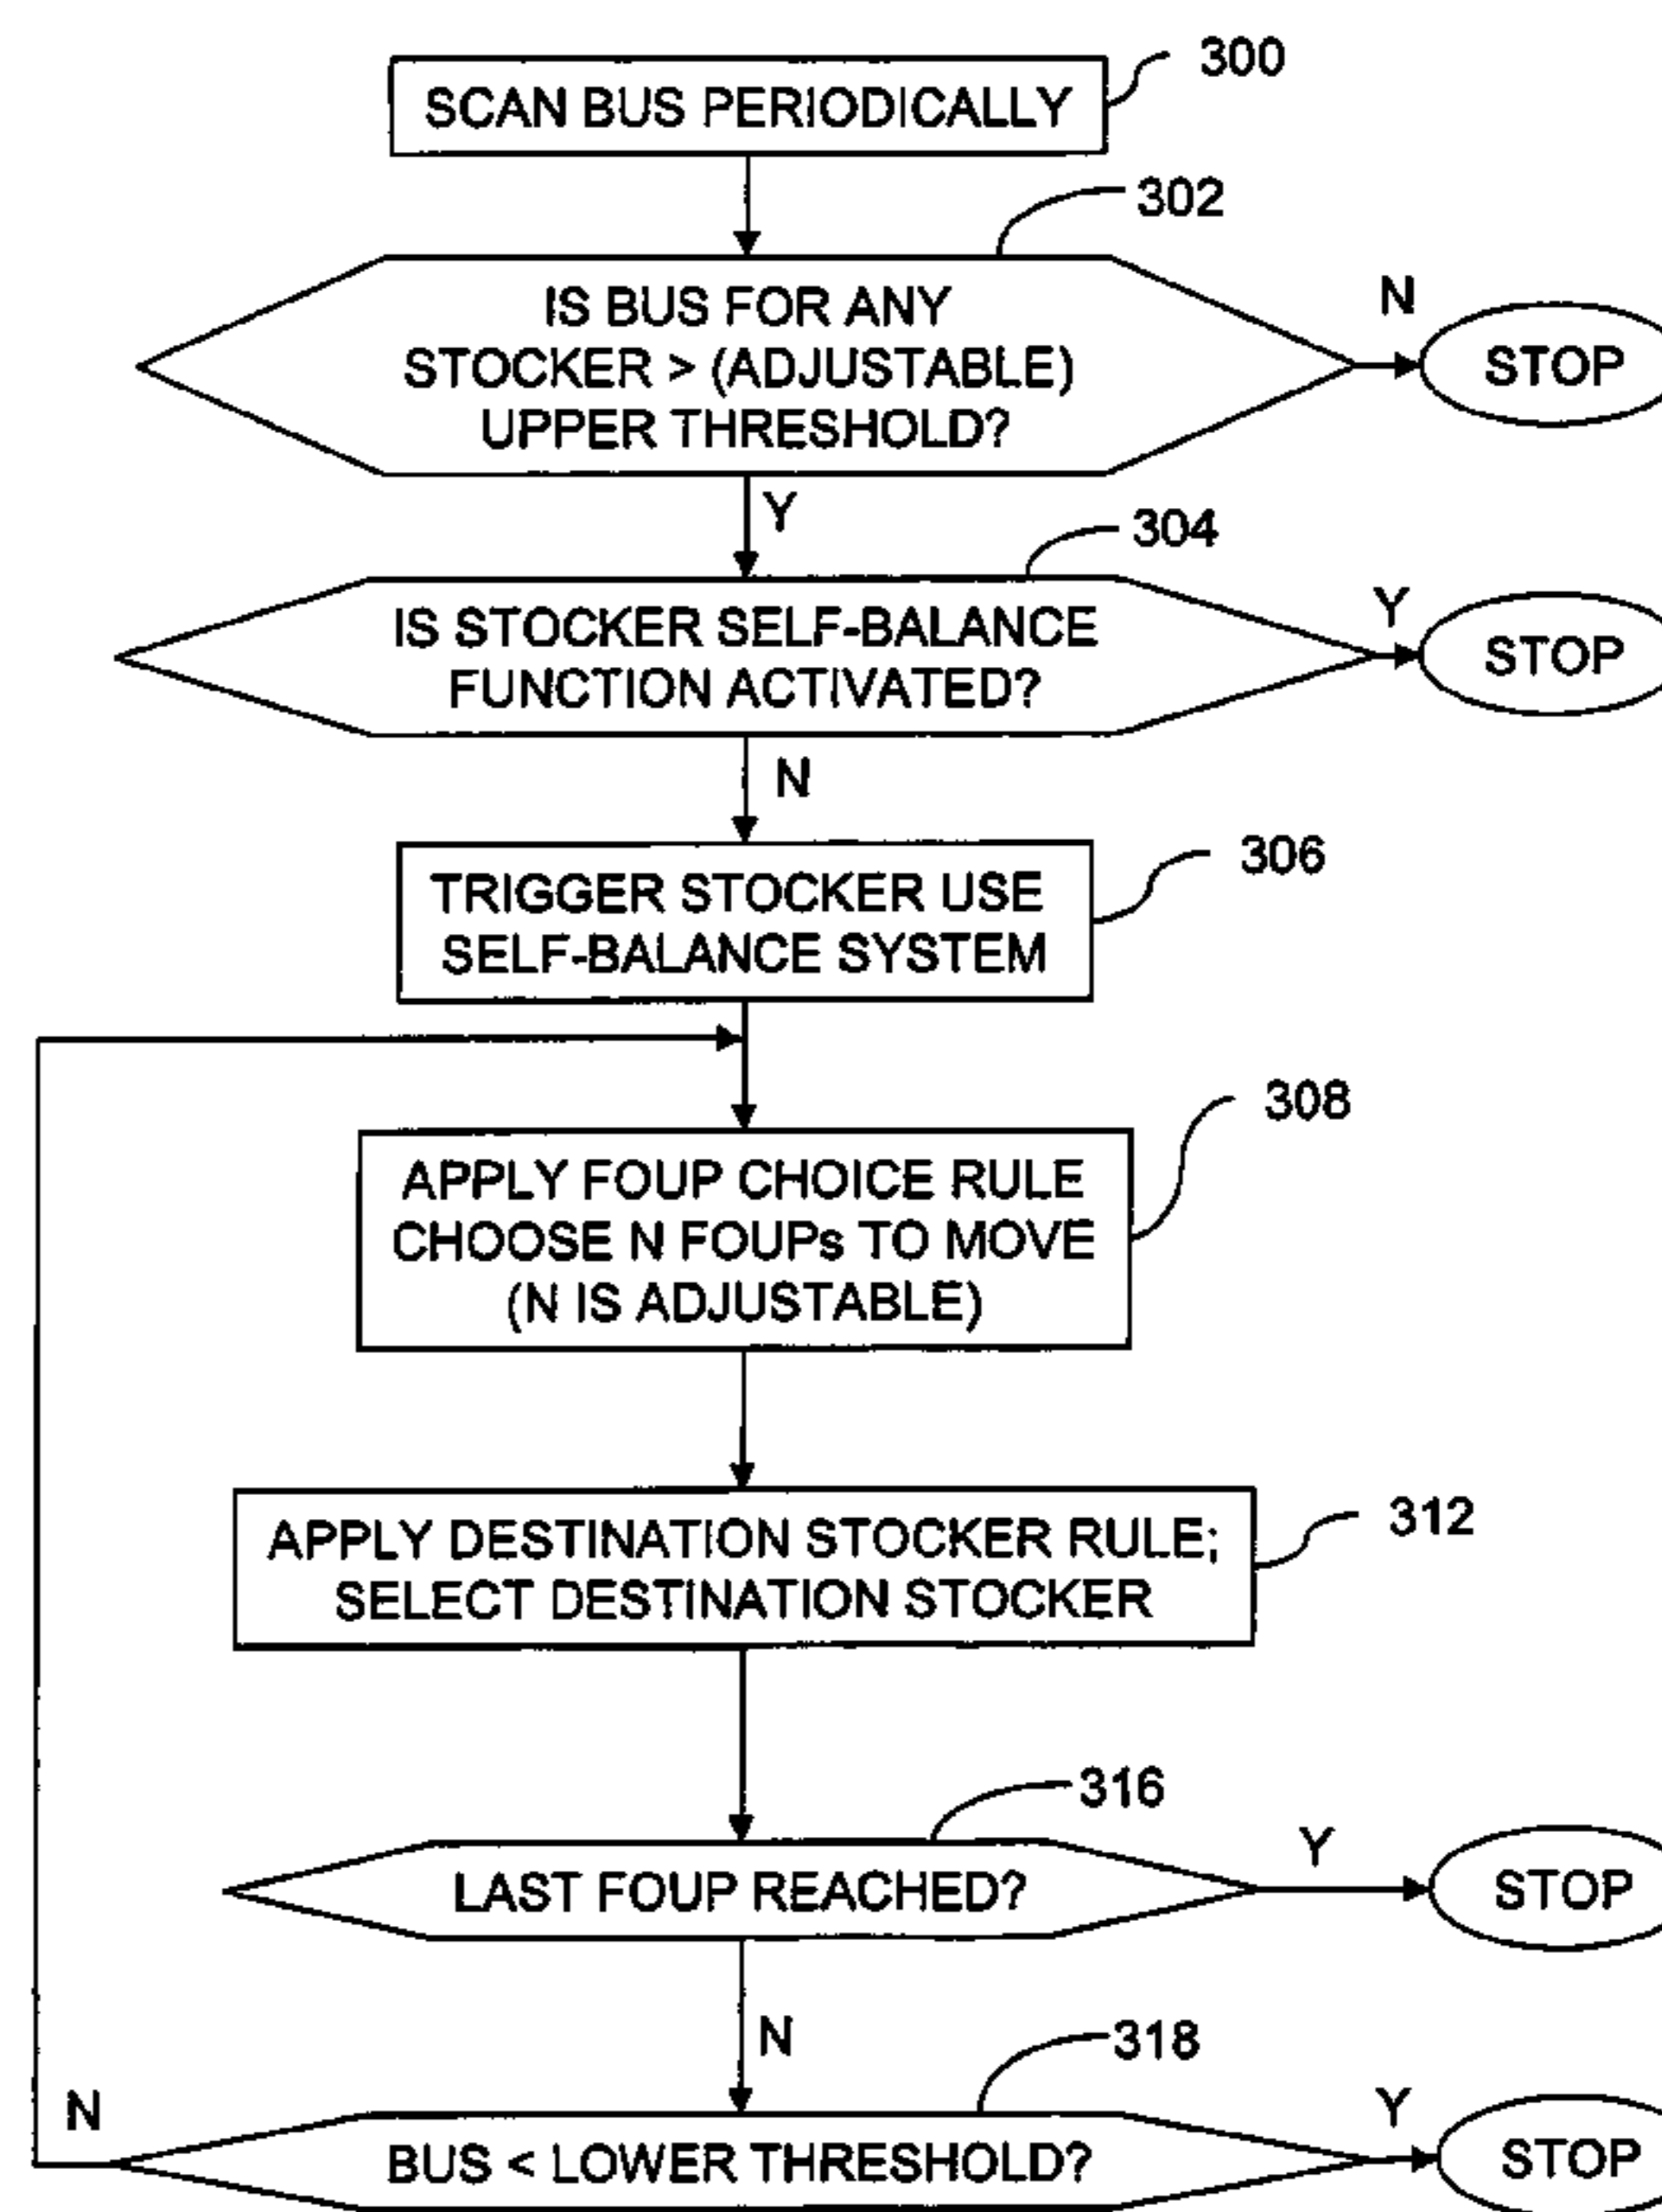 300
SCAN BUS PERIODICALLY
302
IS BUS FOR ANY
STOCKER > (ADJUSTABLE)
UPPER THRESHOLD?
N
STOP
Y
304
IS STOCKER SELF-BALANCE
FUNCTION ACTIVATED?
Y
STOP
N
306
TRIGGER STOCKER USE
SELF-BALANCE SYSTEM
308
APPLY FOUP CHOICE RULE
CHOOSE N FOUPs TO MOVE
(N IS ADJUSTABLE)
312
APPLY DESTINATION STOCKER RULE;
SELECT DESTINATION STOCKER
316
LAST FOUP REACHED?
Y
STOP
N
318
N
BUS < LOWER THRESHOLD?
Y
STOP